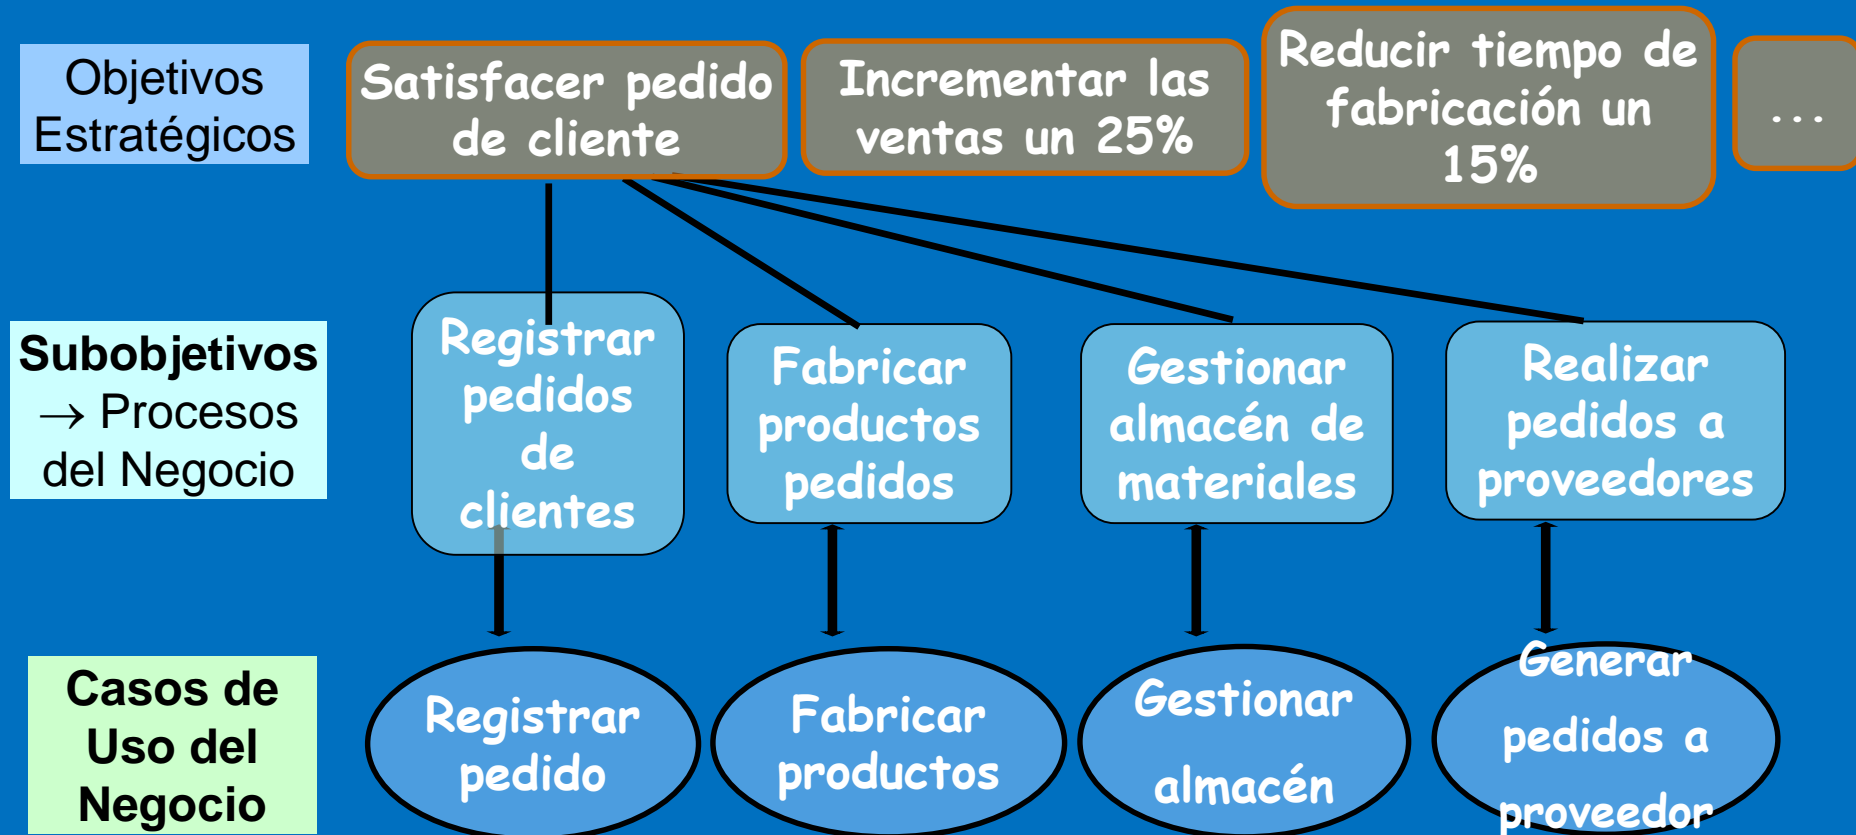 Objetivos
Estratégicos
Satisfacer pedido
de cliente
Incrementar las
ventas un 25%
Reducir tiempo de
fabricación un
15%
...
Subobjetivos
→ Procesos
del Negocio
Registrar
pedidos
de
clientes
Fabricar
productos
pedidos
Gestionar
almacén de
materiales
Realizar
pedidos a
proveedores
Casos de
Uso del
Negocio
Registrar
pedido
Fabricar
productos
Gestionar
almacén
Generar
pedidos a
proveedor